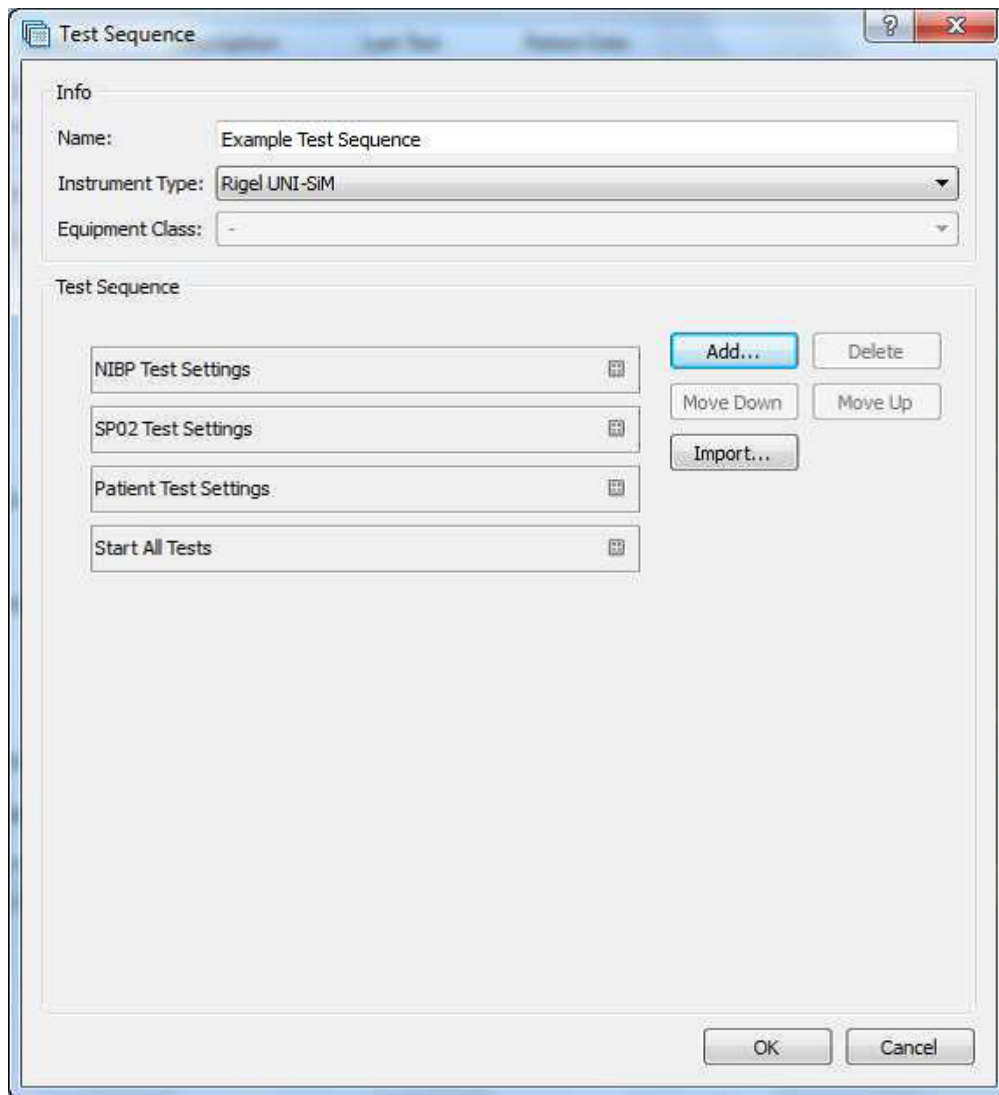 Test Sequence
Info
Name: Example Test Sequence
Instrument Type: Rigel UNI-SiM
Equipment Class: -
Test Sequence
NIBP Test Settings
SP02 Test Settings
Patient Test Settings
Start All Tests
Add... Delete
Move Down Move Up
Import...
OK Cancel